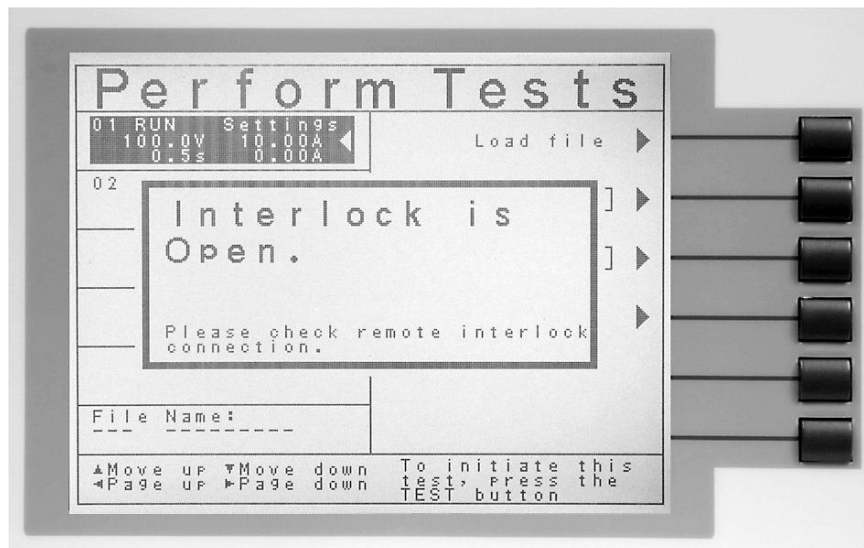 Perform Tests
01 RUN Settings
100.0V 10.00A
0.5s 0.00A
Load file
02
]
]
Interlock is
Open.
Please check remote interlock
connection.
File Name:
▲Move up ▼Move down
◄Page up ►Page down
To initiate this
test, press the
TEST button